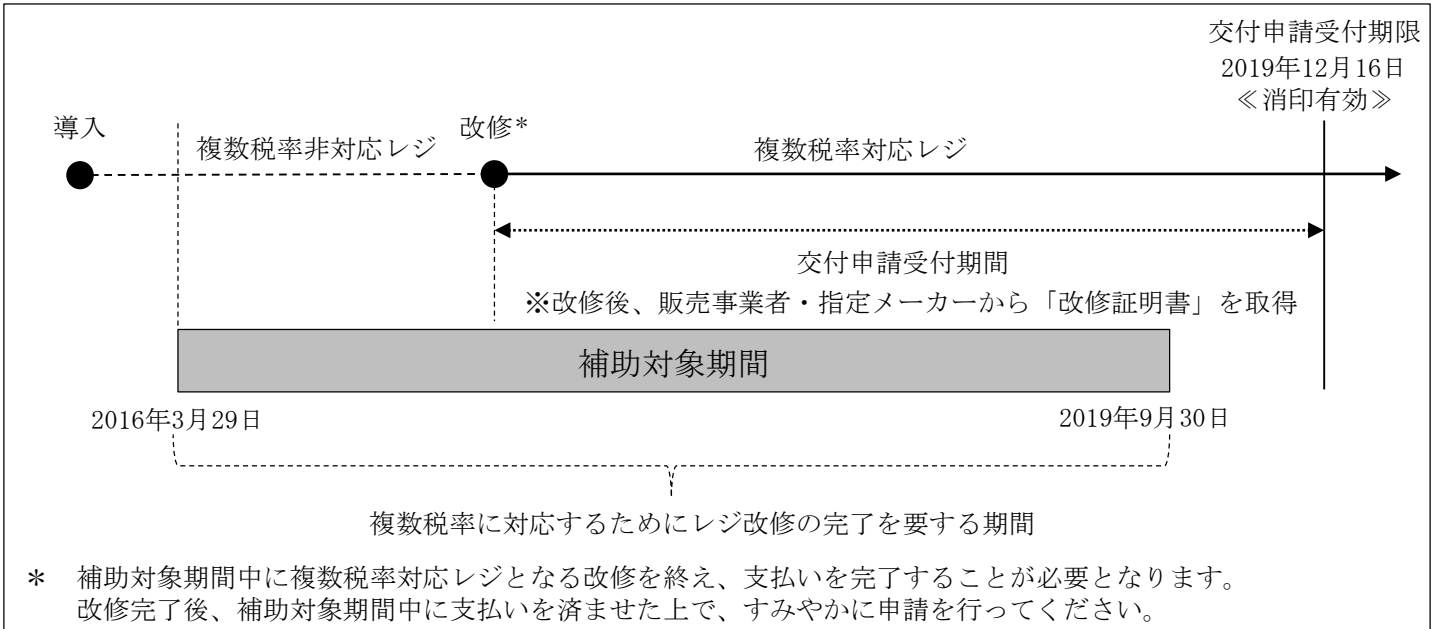 交付申請受付期限
2019年12月16日
≪消印有効≫
導入
複数税率非対応レジ
改修*
複数税率対応レジ
交付申請受付期間
※改修後、販売事業者・指定メーカーから「改修証明書」を取得
補助対象期間
2016年3月29日
2019年9月30日
複数税率に対応するためにレジ改修の完了を要する期間
* 補助対象期間中に複数税率対応レジとなる改修を終え、支払いを完了することが必要となります。
改修完了後、補助対象期間中に支払いを済ませた上で、すみやかに申請を行ってください。